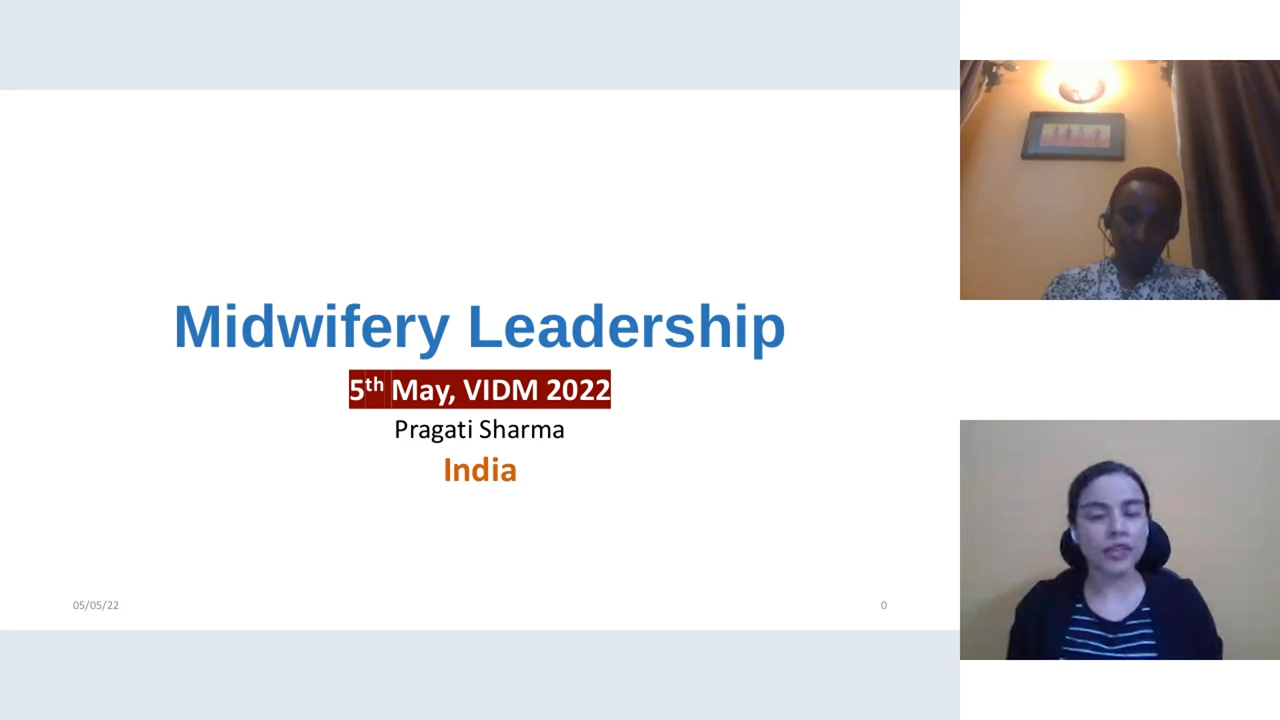 Midwifery Leadership
5th May, VIDM 2022
Pragati Sharma
India
05/05/22
0